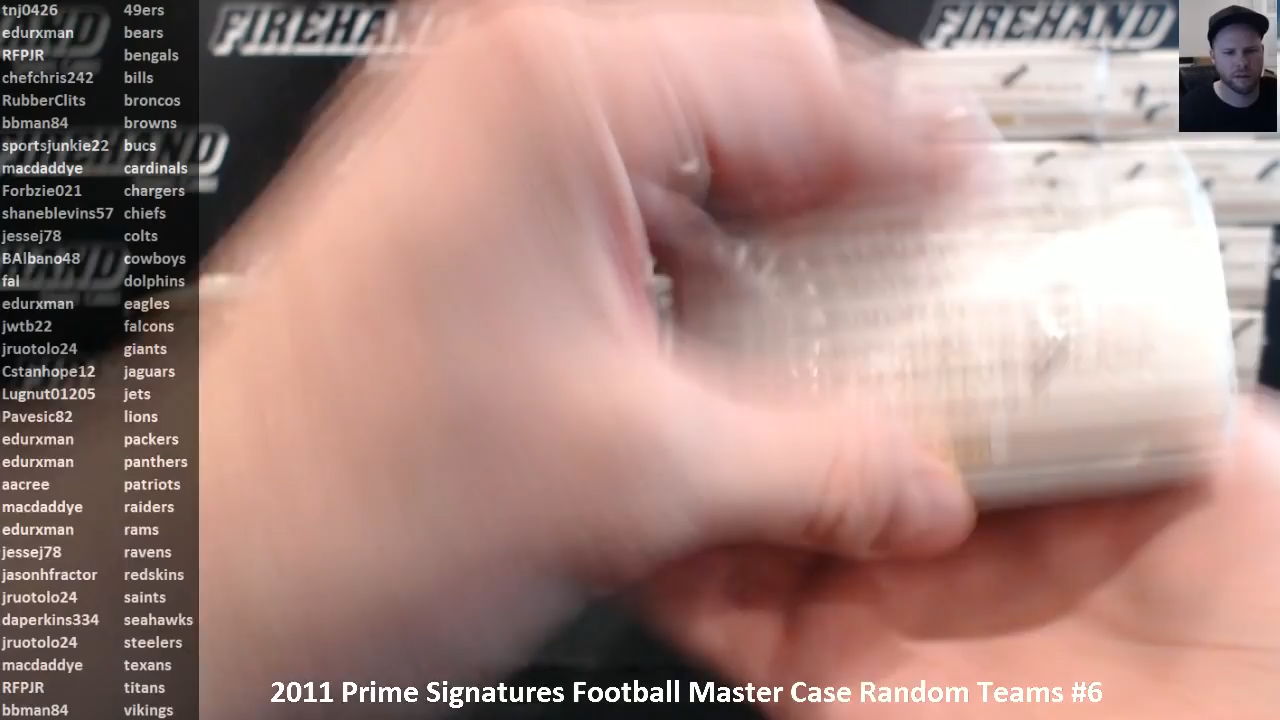 FIREHAND
FIREHAND
tnj0426 49ers
edurxman bears
RFPJR bengals
chefchris242 bills
RubberClits broncos
bbman84 browns
sportsjunkie22 bucs
macdaddye cardinals
Forbzie021 chargers
shaneblevins57 chiefs
jessej78 colts
BAlbano48 cowboys
fal dolphins
edurxman eagles
jwtb22 falcons
jruotolo24 giants
Cstanhope12 jaguars
Lugnut01205 jets
Pavesic82 lions
edurxman packers
edurxman panthers
aacree patriots
macdaddye raiders
edurxman rams
jessej78 ravens
jasonhfractor redskins
jruotolo24 saints
daperkins334 seahawks
jruotolo24 steelers
macdaddye texans
RFPJR titans
bbman84 vikings
2011 Prime Signatures Football Master Case Random Teams #6